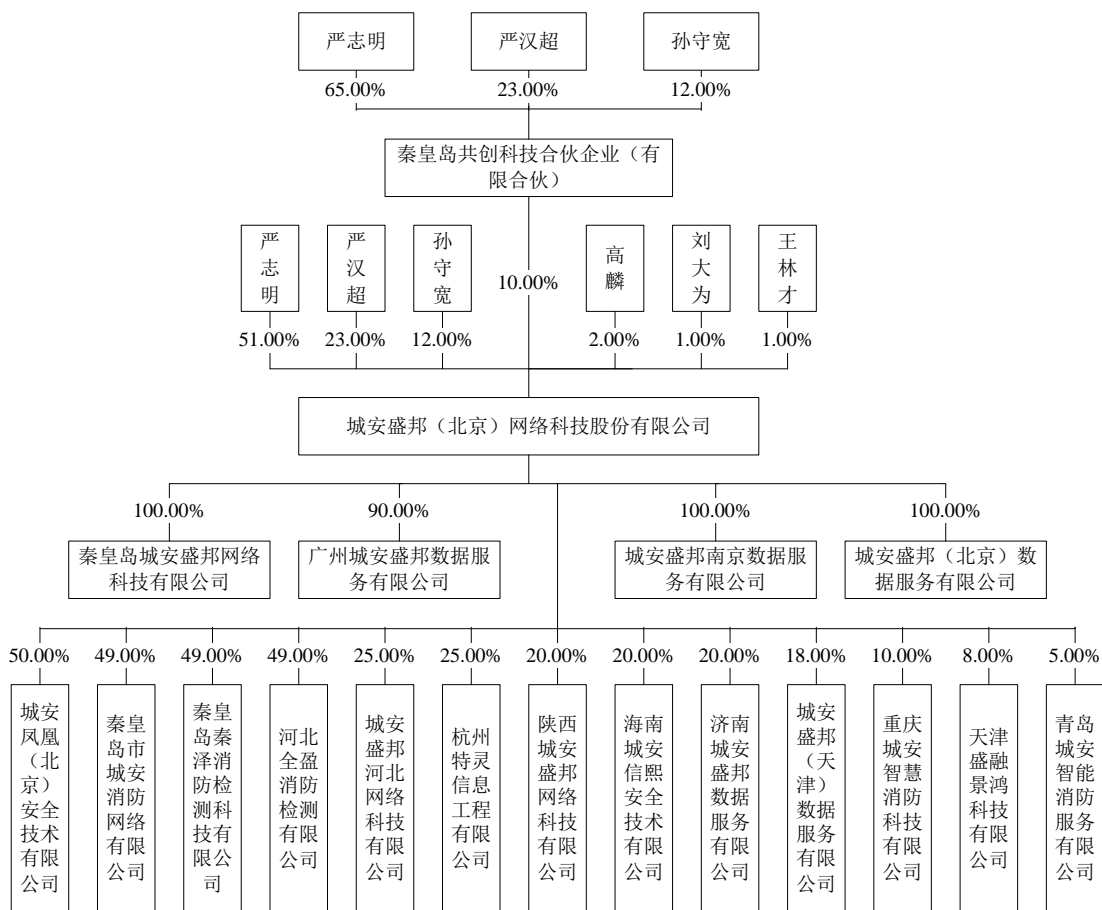 严志明
严汉超
孙守宽
65.00%
23.00%
12.00%
秦皇岛共创科技合伙企业（有
限合伙）
严
志
明
严
汉
超
孙
守
宽
高
麟
刘
大
为
王
林
才
10.00%
51.00%
23.00%
12.00%
2.00%
1.00%
1.00%
城安盛邦（北京）网络科技股份有限公司
100.00%
90.00%
100.00%
100.00%
秦皇岛城安盛邦网络
科技有限公司
广州城安盛邦数据服
务有限公司
城安盛邦南京数据服
务有限公司
城安盛邦（北京）数
据服务有限公司
50.00%
49.00%
49.00%
49.00%
25.00%
25.00%
20.00%
20.00%
20.00%
18.00%
10.00%
8.00%
5.00%
城安
凤凰
（北
京）
安全
技术
有限
公司
秦皇
岛市
城安
消防
网络
有限
公司
秦皇
岛秦
泽消
防检
测科
技有
限公
司
河北
全盈
消防
检测
有限
公司
城安
盛邦
河北
网络
科技
有限
公司
杭州
特灵
信息
工程
有限
公司
陕西
城安
盛邦
网络
科技
有限
公司
海南
城安
信熙
安全
技术
有限
公司
济南
城安
盛邦
数据
服务
有限
公司
城安
盛邦
（天
津）
数据
服务
有限
公司
重庆
城安
智慧
消防
科技
有限
公司
天津
盛融
景鸿
科技
有限
公司
青岛
城安
智能
消防
服务
有限
公司